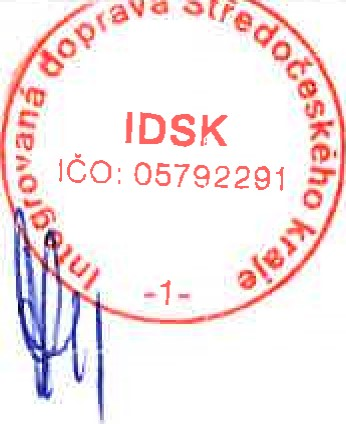 Integrovaná doprava Středočeského kraje
IDSK
IČO: 05792291
-1-